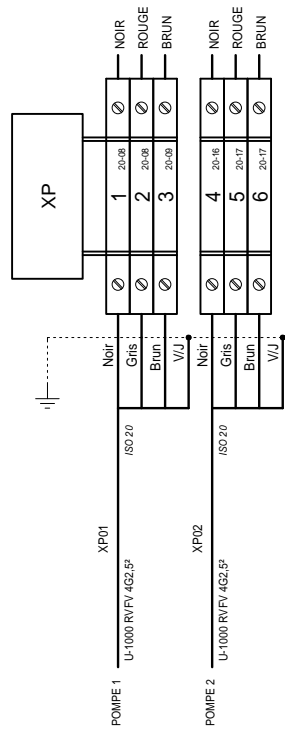 XP
1 20-08 NOIR
2 20-08 ROUGE
3 20-09 BRUN
4 20-16 NOIR
5 20-17 ROUGE
6 20-17 BRUN
Noir
Gris
Brun
V/J
ISO 20
XP01
U-1000 RVFV 4G2,5²
POMPE 1
Noir
Gris
Brun
V/J
ISO 20
XP02
U-1000 RVFV 4G2,5²
POMPE 2